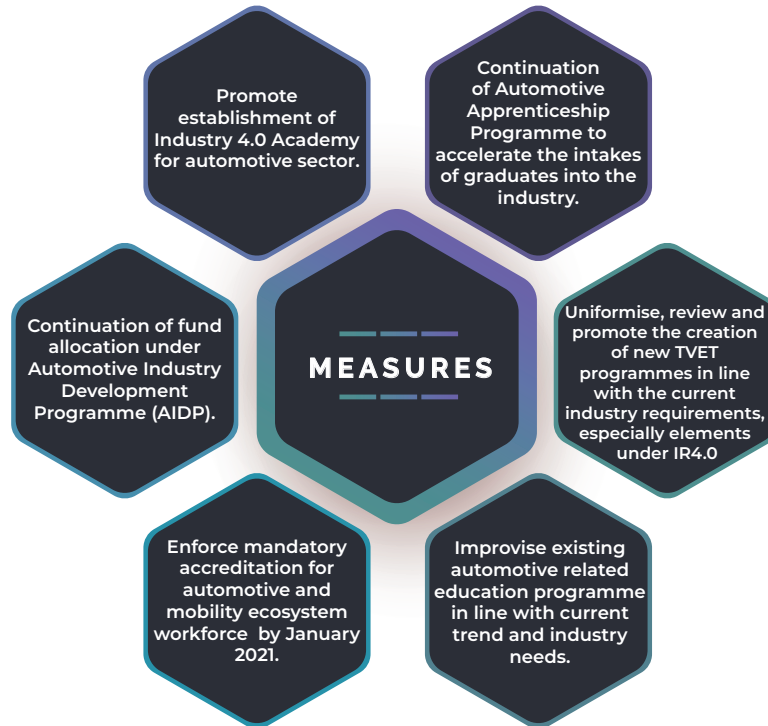 Promote
establishment of
Industry 4.0 Academy
for automotive sector.
Continuation
of Automotive
Apprenticeship
Programme to
accelerate the intakes
of graduates into the
industry.
Continuation of fund
allocation under
Automotive Industry
Development
Programme (AIDP).
MEASURES
Uniformise, review and
promote the creation
of new TVET
programmes in line
with the current
industry requirements,
especially elements
under IR4.0
Enforce mandatory
accreditation for
automotive and
mobility ecosystem
workforce by January
2021.
Improvise existing
automotive related
education programme
in line with current
trend and industry
needs.